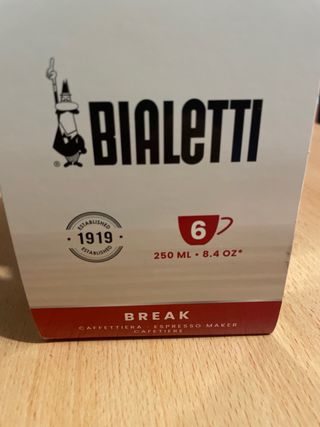 BIALETTI
ESTABLISHED
· 1919 ·
ESTABLISHED
6
250 ML • 8.4 OZ*
BREAK
CAFFETTIERA · ESPRESSO MAKER
CAFETIERE